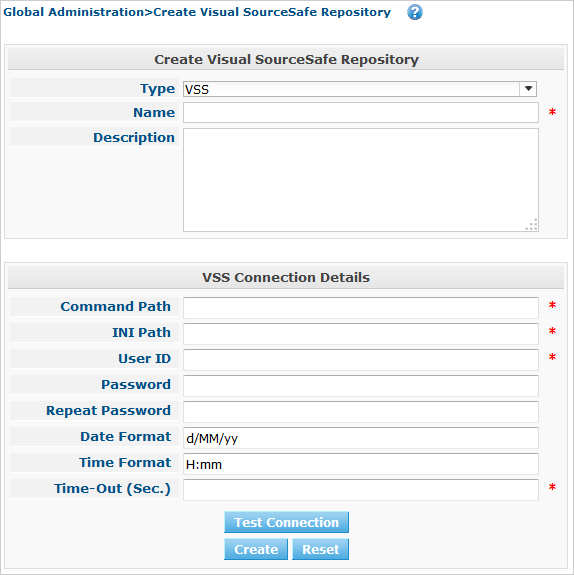 Global Administration>Create Visual SourceSafe Repository ?
Create Visual SourceSafe Repository
Type VSS
Name *
Description
VSS Connection Details
Command Path *
INI Path *
User ID *
Password
Repeat Password
Date Format d/MM/yy
Time Format H:mm
Time-Out (Sec.) *
Test Connection
Create Reset